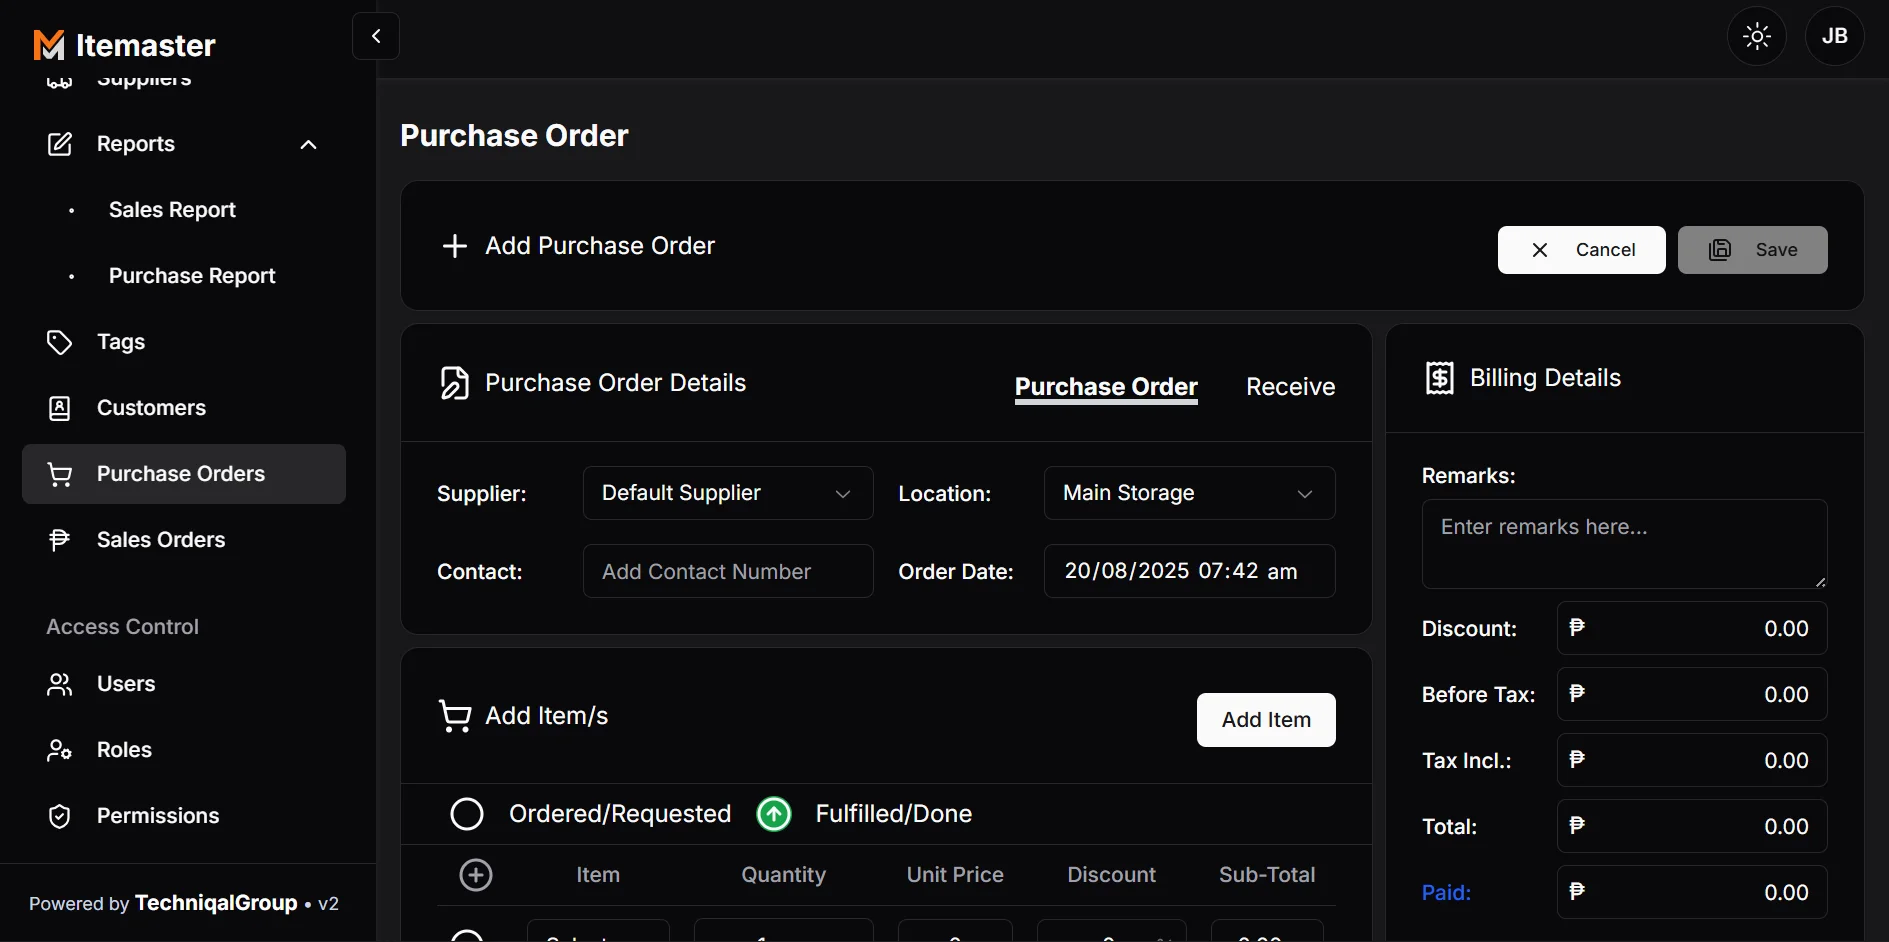 Itemaster
JB
Suppliers
Reports
Sales Report
Purchase Report
Tags
Customers
Purchase Orders
Sales Orders
Access Control
Users
Roles
Permissions
Powered by TechniqalGroup • v2
Purchase Order
Add Purchase Order
Cancel
Save
Purchase Order Details
Purchase Order
Receive
Supplier:
Default Supplier
Location:
Main Storage
Contact:
Add Contact Number
Order Date:
20/08/2025 07:42 am
Add Item/s
Add Item
Ordered/Requested
Fulfilled/Done
Item
Quantity
Unit Price
Discount
Sub-Total
Billing Details
Remarks:
Enter remarks here...
Discount:
₱ 0.00
Before Tax:
₱ 0.00
Tax Incl.:
₱ 0.00
Total:
₱ 0.00
Paid:
₱ 0.00